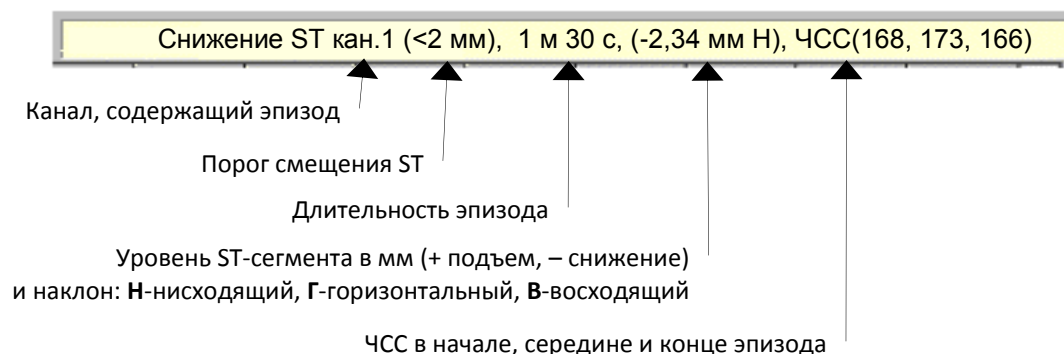 Снижение ST кан.1 (<2 мм), 1 м 30 с, (-2,34 мм Н), ЧСС(168, 173, 166)
Канал, содержащий эпизод
Порог смещения ST
Длительность эпизода
Уровень ST-сегмента в мм (+ подъем, – снижение)
и наклон: Н-нисходящий, Г-горизонтальный, В-восходящий
ЧСС в начале, середине и конце эпизода